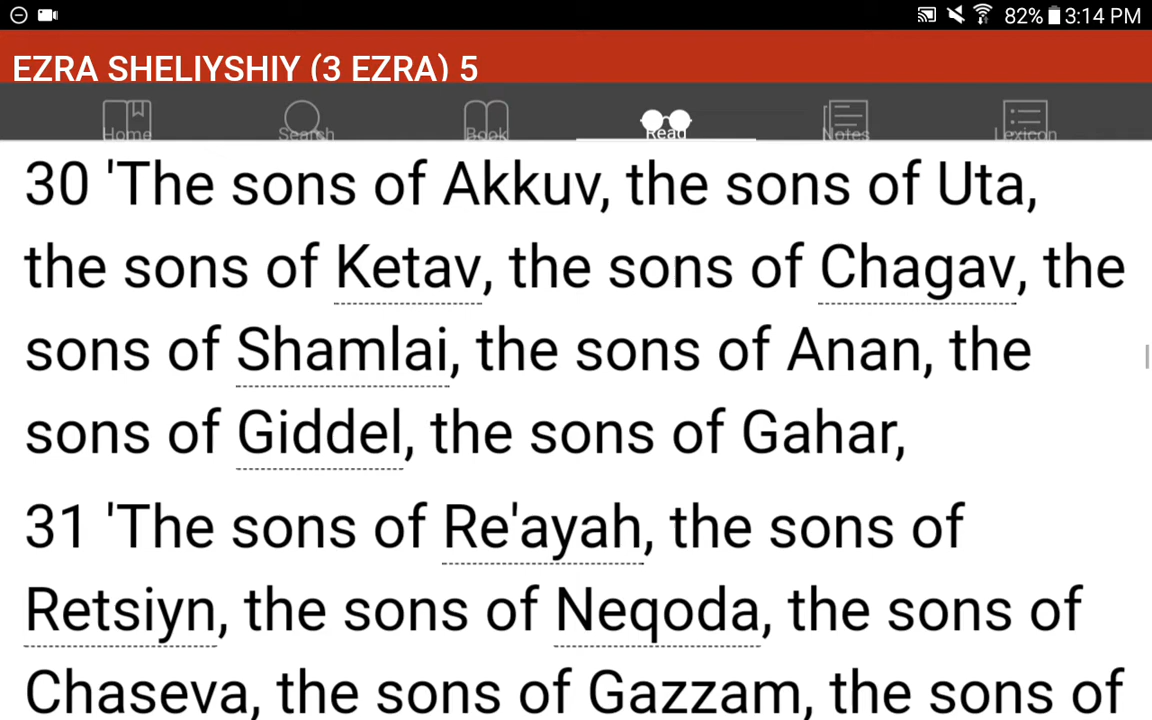 82% 3:14 PM
EZRA SHELIYSHIY (3 EZRA) 5
Home Search Book Read Notes Lexicon
30 'The sons of Akkuv, the sons of Uta,
the sons of Ketav, the sons of Chagav, the
sons of Shamlai, the sons of Anan, the
sons of Giddel, the sons of Gahar,
31 'The sons of Re'ayah, the sons of
Retsiyn, the sons of Neqoda, the sons of
Chaseva, the sons of Gazzam, the sons of